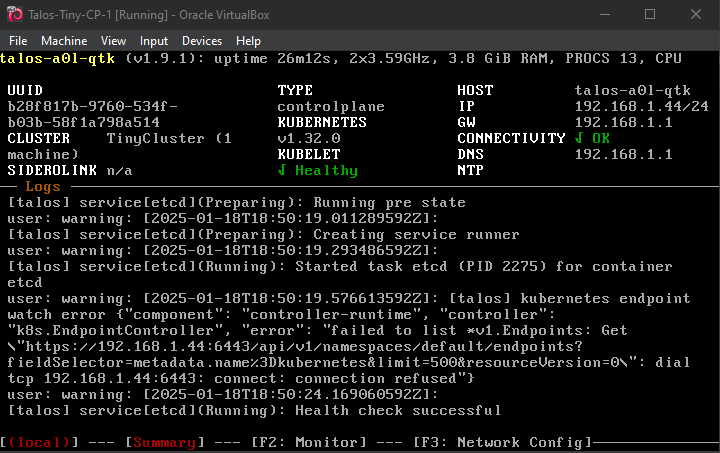 Talos-Tiny-CP-1 [Running] - Oracle VirtualBox
File Machine View Input Devices Help
talos-a0l-qtk (v1.9.1): uptime 26m12s, 2x3.59GHz, 3.8 GiB RAM, PROCS 13, CPU
UUID TYPE HOST talos-a0l-qtk
b28f817b-9760-534f- controlplane IP 192.168.1.44/24
b03b-58f1a798a514 KUBERNETES GW 192.168.1.1
CLUSTER TinyCluster (1 v1.32.0 CONNECTIVITY √ OK
machine) KUBELET DNS 192.168.1.1
SIDEROLINK n/a √ Healthy NTP
Logs
[talos] service[etcd](Preparing): Running pre state
user: warning: [2025-01-18T18:50:19.011289592Z]:
[talos] service[etcd](Preparing): Creating service runner
user: warning: [2025-01-18T18:50:19.293486592Z]:
[talos] service[etcd](Running): Started task etcd (PID 2275) for container
etcd
user: warning: [2025-01-18T18:50:19.576613592Z]: [talos] kubernetes endpoint
watch error {"component": "controller-runtime", "controller":
"k8s.EndpointController", "error": "failed to list *v1.Endpoints: Get
\"https://192.168.1.44:6443/api/v1/namespaces/default/endpoints?
fieldSelector=metadata.name%3Dkubernetes&limit=500&resourceVersion=0\": dial
tcp 192.168.1.44:6443: connect: connection refused"}
user: warning: [2025-01-18T18:50:24.169060592Z]:
[talos] service[etcd](Running): Health check successful
[(local)] --- [Summary] --- [F2: Monitor] --- [F3: Network Config]